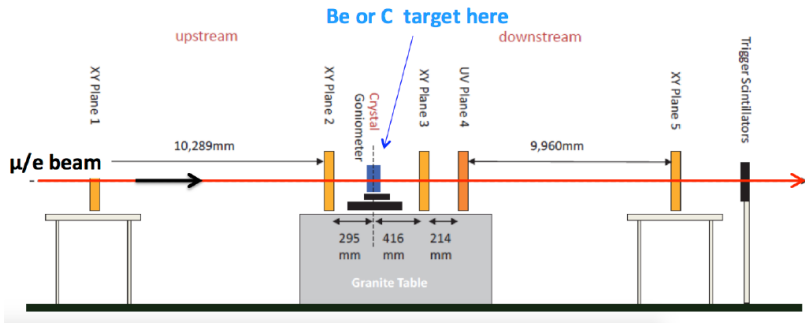 Be or C target here
upstream
downstream
XY Plane 1
XY Plane 2
Crystal
Goniometer
XY Plane 3
UV Plane 4
XY Plane 5
Trigger Scintillators
10,289mm
9,960mm
μ/e beam
295
mm
416
mm
214
mm
Granite Table